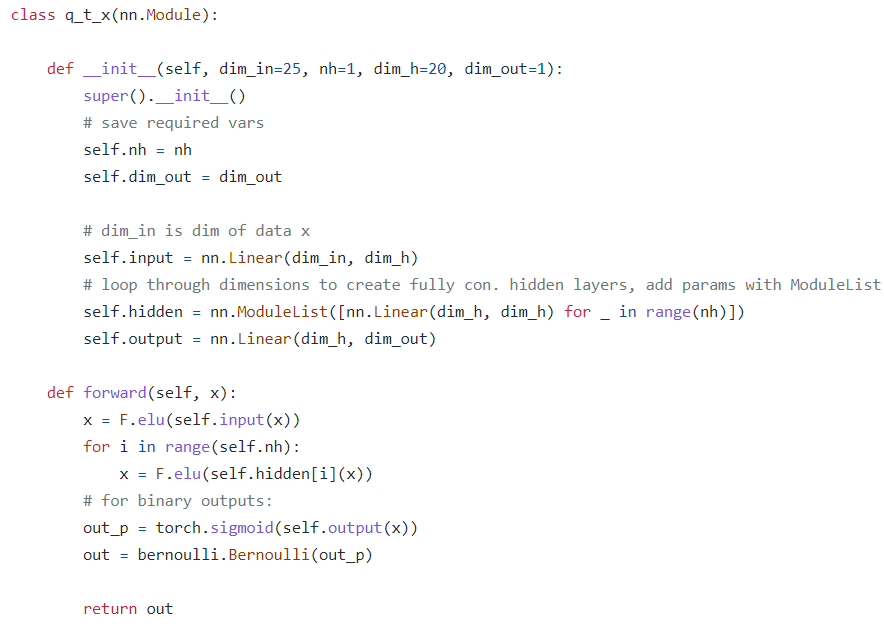 class q_t_x(nn.Module):
    def __init__(self, dim_in=25, nh=1, dim_h=20, dim_out=1):
        super().__init__()
        # save required vars
        self.nh = nh
        self.dim_out = dim_out
        # dim_in is dim of data x
        self.input = nn.Linear(dim_in, dim_h)
        # loop through dimensions to create fully con. hidden layers, add params with ModuleList
        self.hidden = nn.ModuleList([nn.Linear(dim_h, dim_h) for _ in range(nh)])
        self.output = nn.Linear(dim_h, dim_out)
    def forward(self, x):
        x = F.elu(self.input(x))
        for i in range(self.nh):
            x = F.elu(self.hidden[i](x))
        # for binary outputs:
        out_p = torch.sigmoid(self.output(x))
        out = bernoulli.Bernoulli(out_p)
        return out